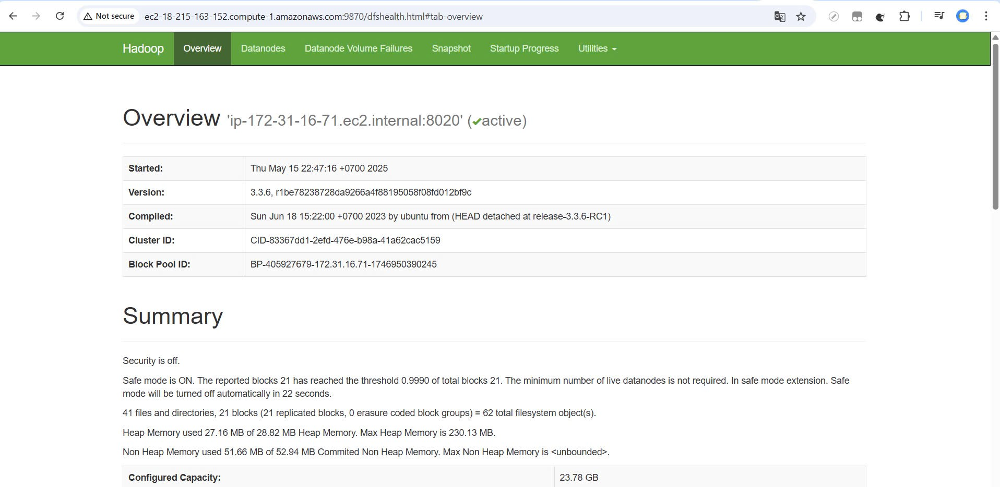 Not secure ec2-18-215-163-152.compute-1.amazonaws.com:9870/dfshealth.html#tab-overview
Hadoop Overview Datanodes Datanode Volume Failures Snapshot Startup Progress Utilities
Overview 'ip-172-31-16-71.ec2.internal:8020' (✔active)
Started: Thu May 15 22:47:16 +0700 2025
Version: 3.3.6, r1be78238728da9266a4f88195058f08fd012bf9c
Compiled: Sun Jun 18 15:22:00 +0700 2023 by ubuntu from (HEAD detached at release-3.3.6-RC1)
Cluster ID: CID-83367dd1-2efd-476e-b98a-41a62cac5159
Block Pool ID: BP-405927679-172.31.16.71-1746950390245
Summary
Security is off.
Safe mode is ON. The reported blocks 21 has reached the threshold 0.9990 of total blocks 21. The minimum number of live datanodes is not required. In safe mode extension. Safe
mode will be turned off automatically in 22 seconds.
41 files and directories, 21 blocks (21 replicated blocks, 0 erasure coded block groups) = 62 total filesystem object(s).
Heap Memory used 27.16 MB of 28.82 MB Heap Memory. Max Heap Memory is 230.13 MB.
Non Heap Memory used 51.66 MB of 52.94 MB Commited Non Heap Memory. Max Non Heap Memory is <unbounded>.
Configured Capacity: 23.78 GB